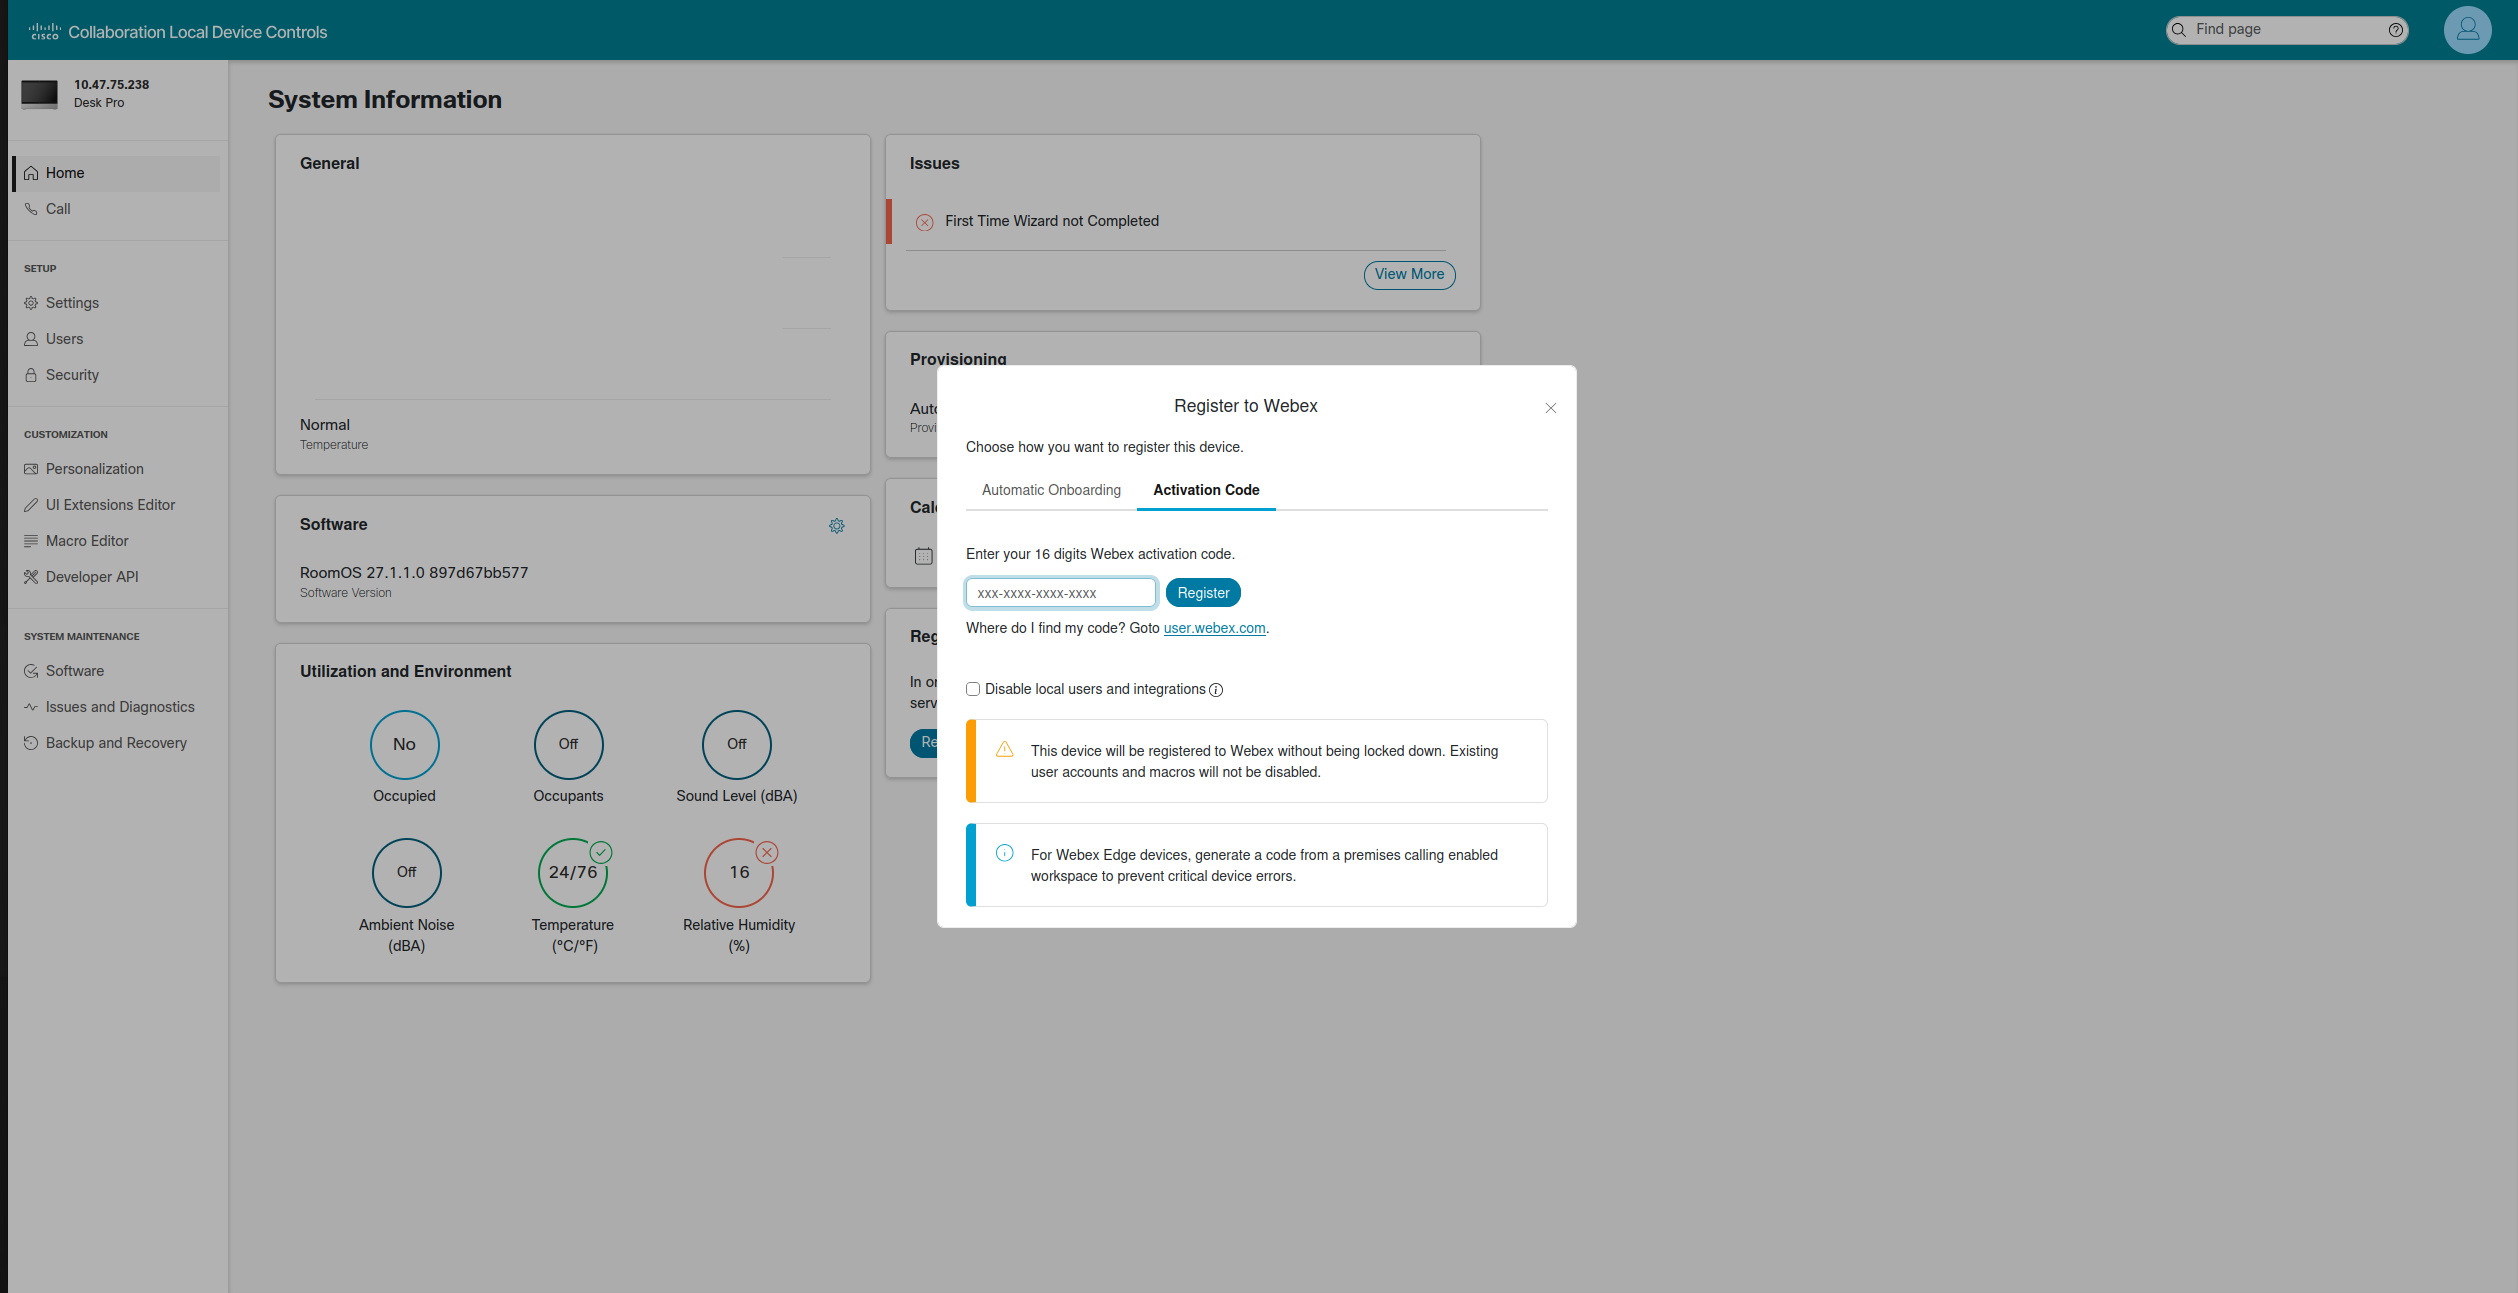 CISCO Collaboration Local Device Controls
Find page
10.47.75.238
Desk Pro
Home
Call
SETUP
Settings
Users
Security
CUSTOMIZATION
Personalization
UI Extensions Editor
Macro Editor
Developer API
SYSTEM MAINTENANCE
Software
Issues and Diagnostics
Backup and Recovery
System Information
General
Normal
Temperature
Software
RoomOS 27.1.1.0 897d67bb577
Software Version
Utilization and Environment
No
Off
Off
Occupied
Occupants
Sound Level (dBA)
Off
24/76
16
Ambient Noise
(dBA)
Temperature
(°C/°F)
Relative Humidity
(%)
Issues
First Time Wizard not Completed
View More
Provisioning
Register to Webex
Choose how you want to register this device.
Automatic Onboarding
Activation Code
Enter your 16 digits Webex activation code.
xxx-xxxx-xxxx-xxxx
Register
Where do I find my code? Goto user.webex.com.
Disable local users and integrations
This device will be registered to Webex without being locked down. Existing
user accounts and macros will not be disabled.
For Webex Edge devices, generate a code from a premises calling enabled
workspace to prevent critical device errors.